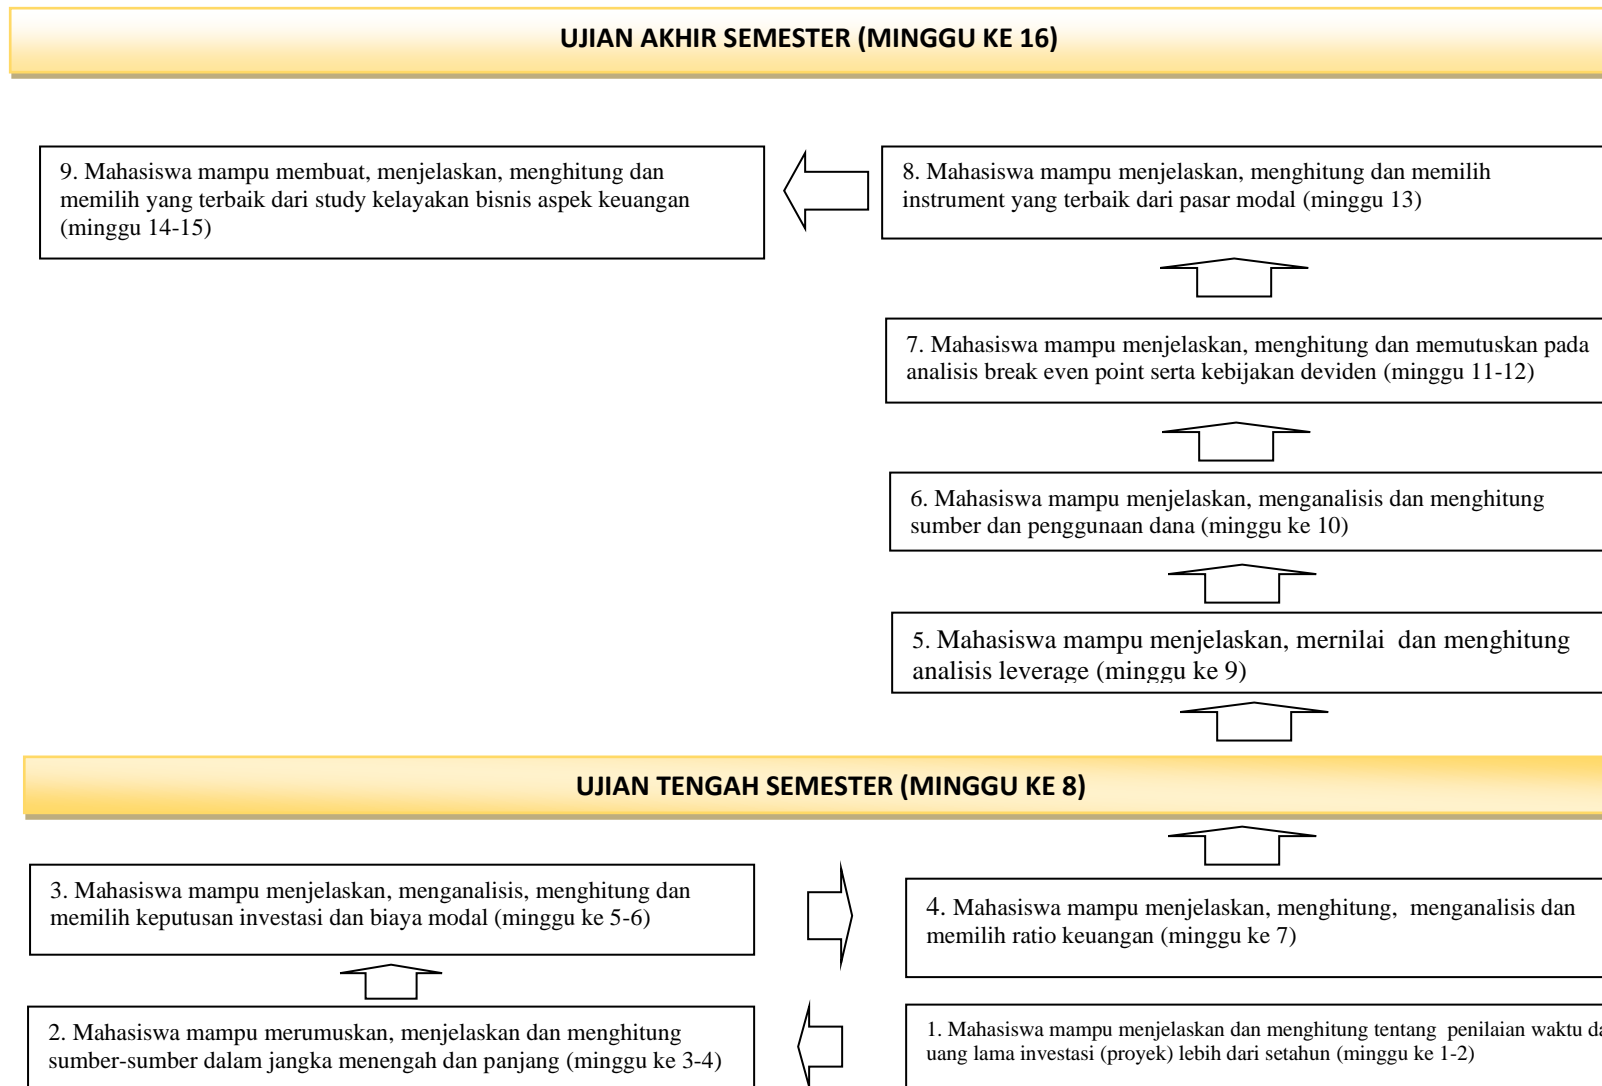 UJIAN AKHIR SEMESTER (MINGGU KE 16)
9. Mahasiswa mampu membuat, menjelaskan, menghitung dan
memilih yang terbaik dari study kelayakan bisnis aspek keuangan
(minggu 14-15)
8. Mahasiswa mampu menjelaskan, menghitung dan memilih
instrument yang terbaik dari pasar modal (minggu 13)
7. Mahasiswa mampu menjelaskan, menghitung dan memutuskan pada
analisis break even point serta kebijakan deviden (minggu 11-12)
6. Mahasiswa mampu menjelaskan, menganalisis dan menghitung
sumber dan penggunaan dana (minggu ke 10)
5. Mahasiswa mampu menjelaskan, mernilai  dan menghitung
analisis leverage (minggu ke 9)
UJIAN TENGAH SEMESTER (MINGGU KE 8)
3. Mahasiswa mampu menjelaskan, menganalisis, menghitung dan
memilih keputusan investasi dan biaya modal (minggu ke 5-6)
4. Mahasiswa mampu menjelaskan, menghitung,  menganalisis dan
memilih ratio keuangan (minggu ke 7)
2. Mahasiswa mampu merumuskan, menjelaskan dan menghitung
sumber-sumber dalam jangka menengah dan panjang (minggu ke 3-4)
1. Mahasiswa mampu menjelaskan dan menghitung tentang  penilaian waktu
uang lama investasi (proyek) lebih dari setahun (minggu ke 1-2)